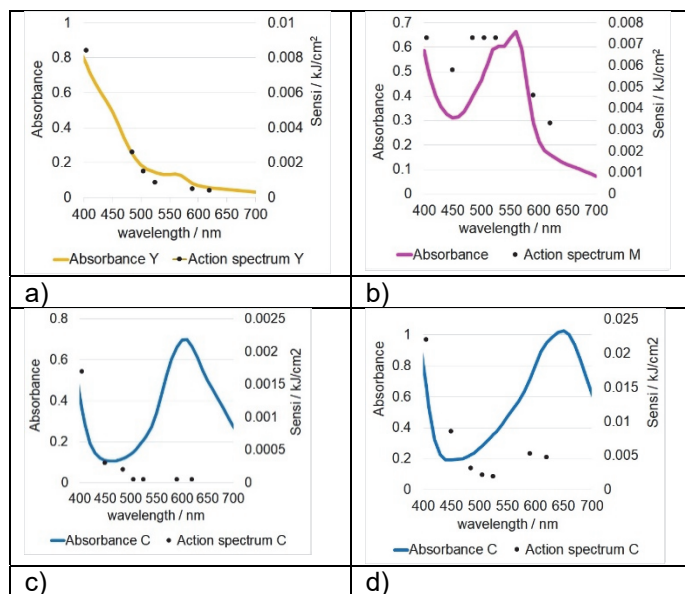 1
0.8
0.6
0.4
0.2
0
Absorbance
0.01
0.008
0.006
0.004
0.002
0
Sensi / kJ/cm²
400 450 500 550 600 650 700
wavelength / nm
Absorbance Y
Action spectrum Y
a)
0.7
0.6
0.5
0.4
0.3
0.2
0.1
0
Absorbance
0.008
0.007
0.006
0.005
0.004
0.003
0.002
0.001
0
Sensi / kJ/cm²
400 450 500 550 600 650 700
wavelength / nm
Absorbance
Action spectrum M
b)
0.8
0.6
0.4
0.2
0
Absorbance
0.0025
0.002
0.0015
0.001
0.0005
0
Sensi / kJ/cm2
400 450 500 550 600 650 700
wavelength / nm
Absorbance C
Action spectrum C
c)
1
0.8
0.6
0.4
0.2
0
Absorbance
0.025
0.02
0.015
0.01
0.005
0
Sensi / kJ/cm²
400 450 500 550 600 650 700
wavelength / nm
Absorbance C
Action spectrum C
d)